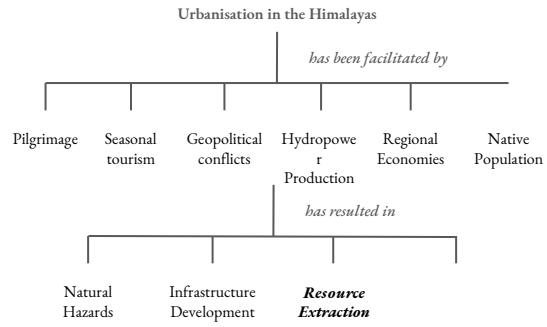 Urbanisation in the Himalayas
has been facilitated by
Pilgrimage
Seasonal
tourism
Geopolitical
conflicts
Hydropowe
r
Production
Regional
Economies
Native
Population
has resulted in
Natural
Hazards
Infrastructure
Development
Resource
Extraction